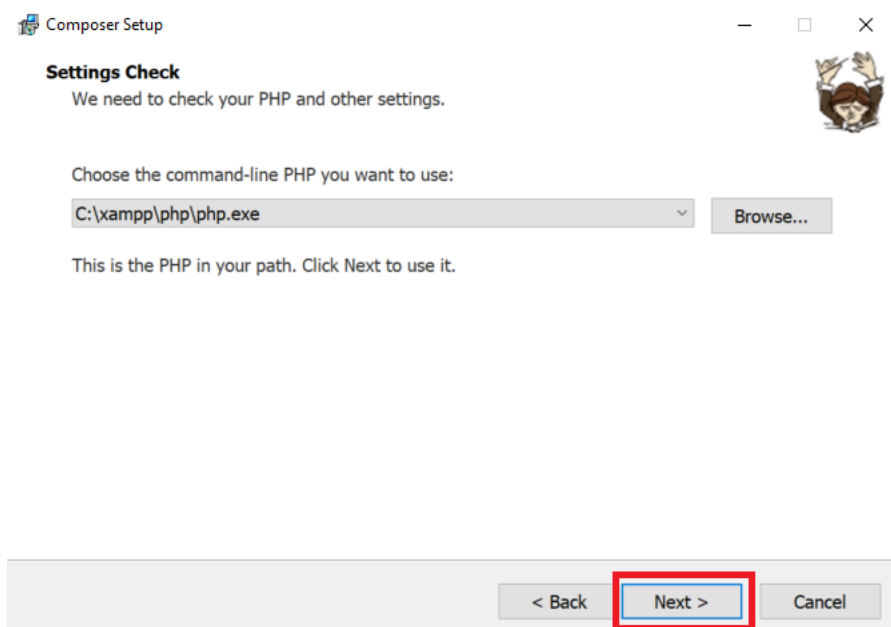 Composer Setup
Settings Check
We need to check your PHP and other settings.
Choose the command-line PHP you want to use:
C:\xampp\php\php.exe
Browse...
This is the PHP in your path. Click Next to use it.
< Back
Next >
Cancel